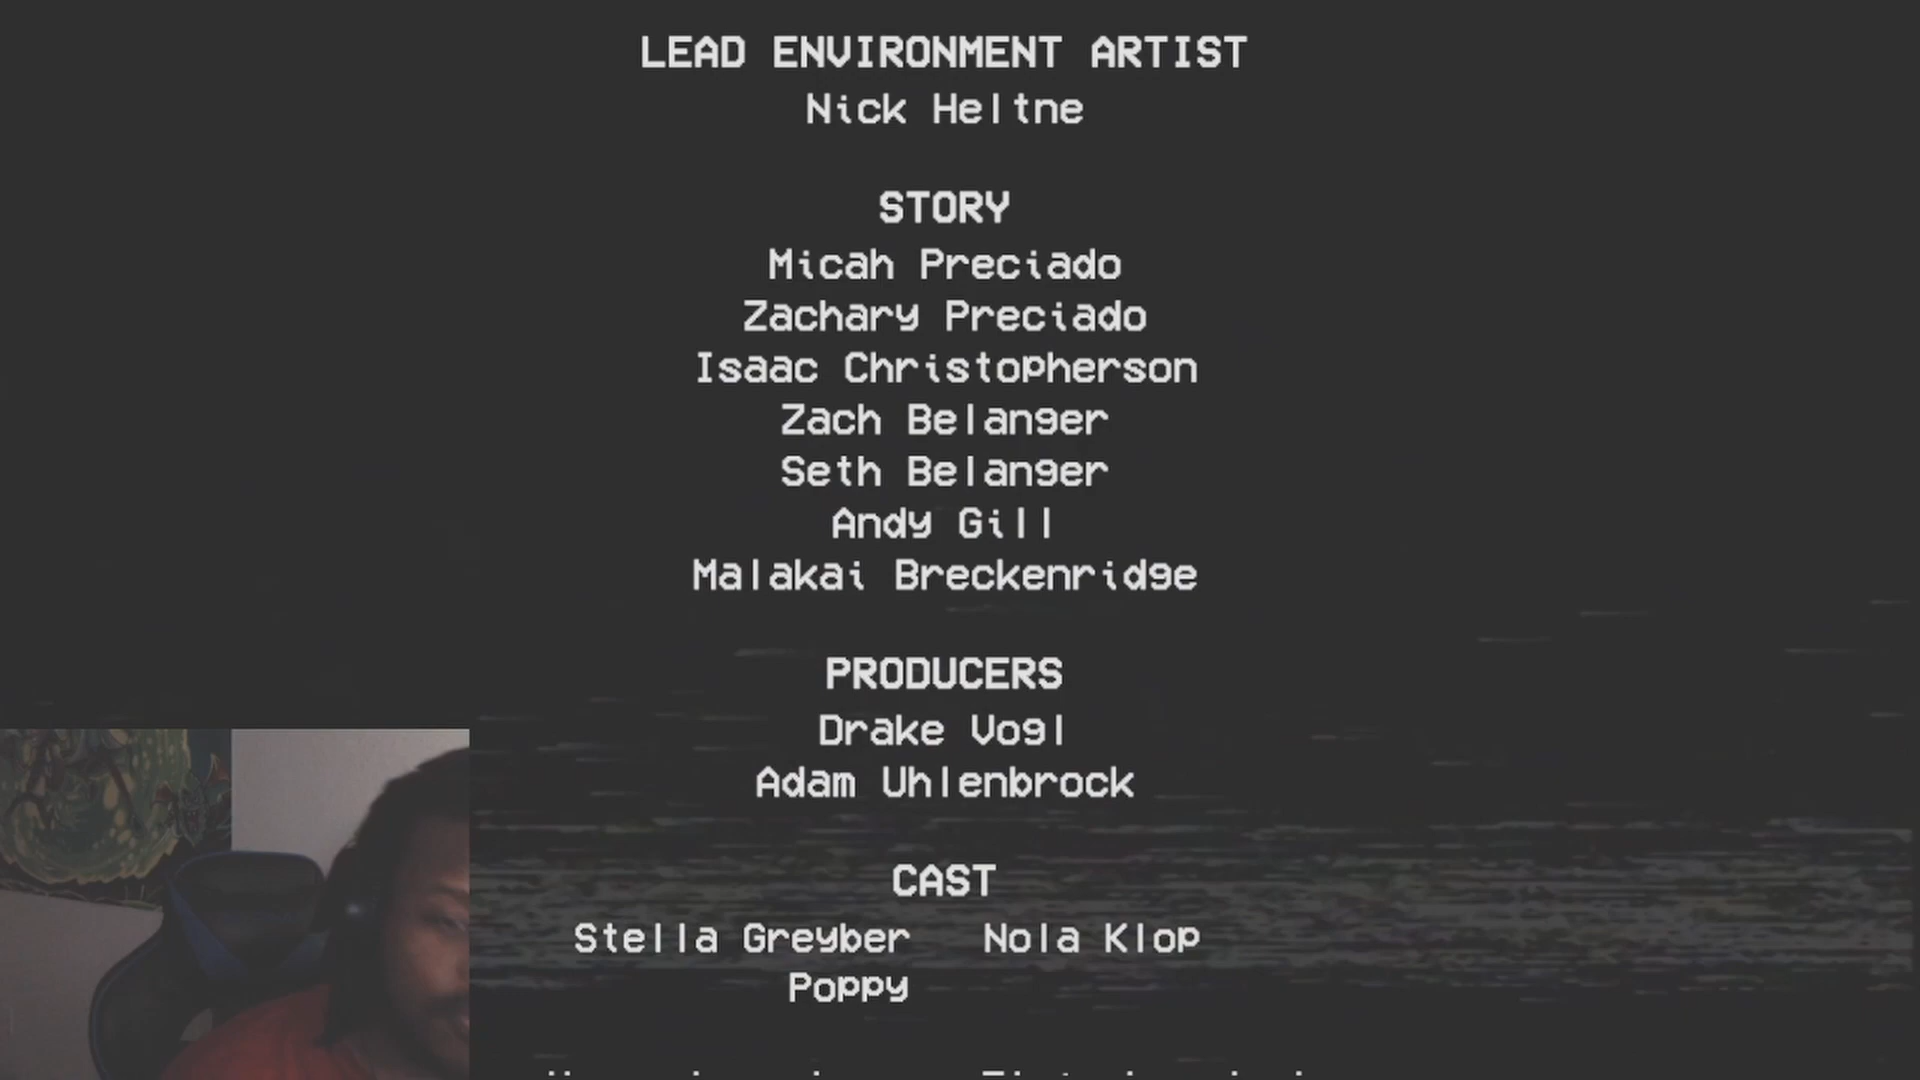 LEAD ENVIRONMENT ARTIST
Nick Heltne
STORY
Micah Preciado
Zachary Preciado
Isaac Christopherson
Zach Belanger
Seth Belanger
Andy Gill
Malakai Breckenridge
PRODUCERS
Drake Vogl
Adam Uhlenbrock
CAST
Stella Greyber Nola Klop
Poppy